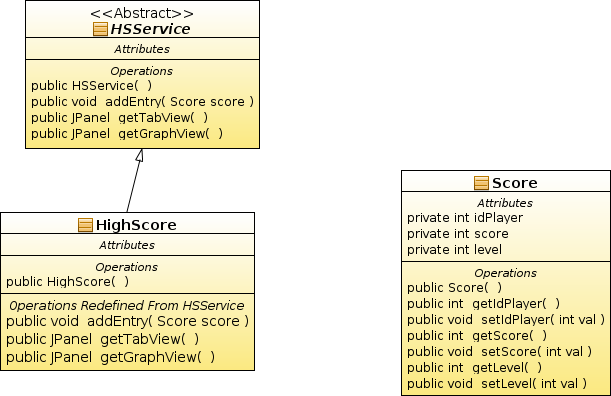 <<Abstract>>
HSService
Attributes
Operations
public HSService(  )
public void  addEntry( Score score )
public JPanel  getTabView(  )
public JPanel  getGraphView(  )
HighScore
Attributes
Operations
public HighScore(  )
Operations Redefined From HSService
public void  addEntry( Score score )
public JPanel  getTabView(  )
public JPanel  getGraphView(  )
Score
Attributes
private int idPlayer
private int score
private int level
Operations
public Score(  )
public int  getIdPlayer(  )
public void  setIdPlayer( int val )
public int  getScore(  )
public void  setScore( int val )
public int  getLevel(  )
public void  setLevel( int val )